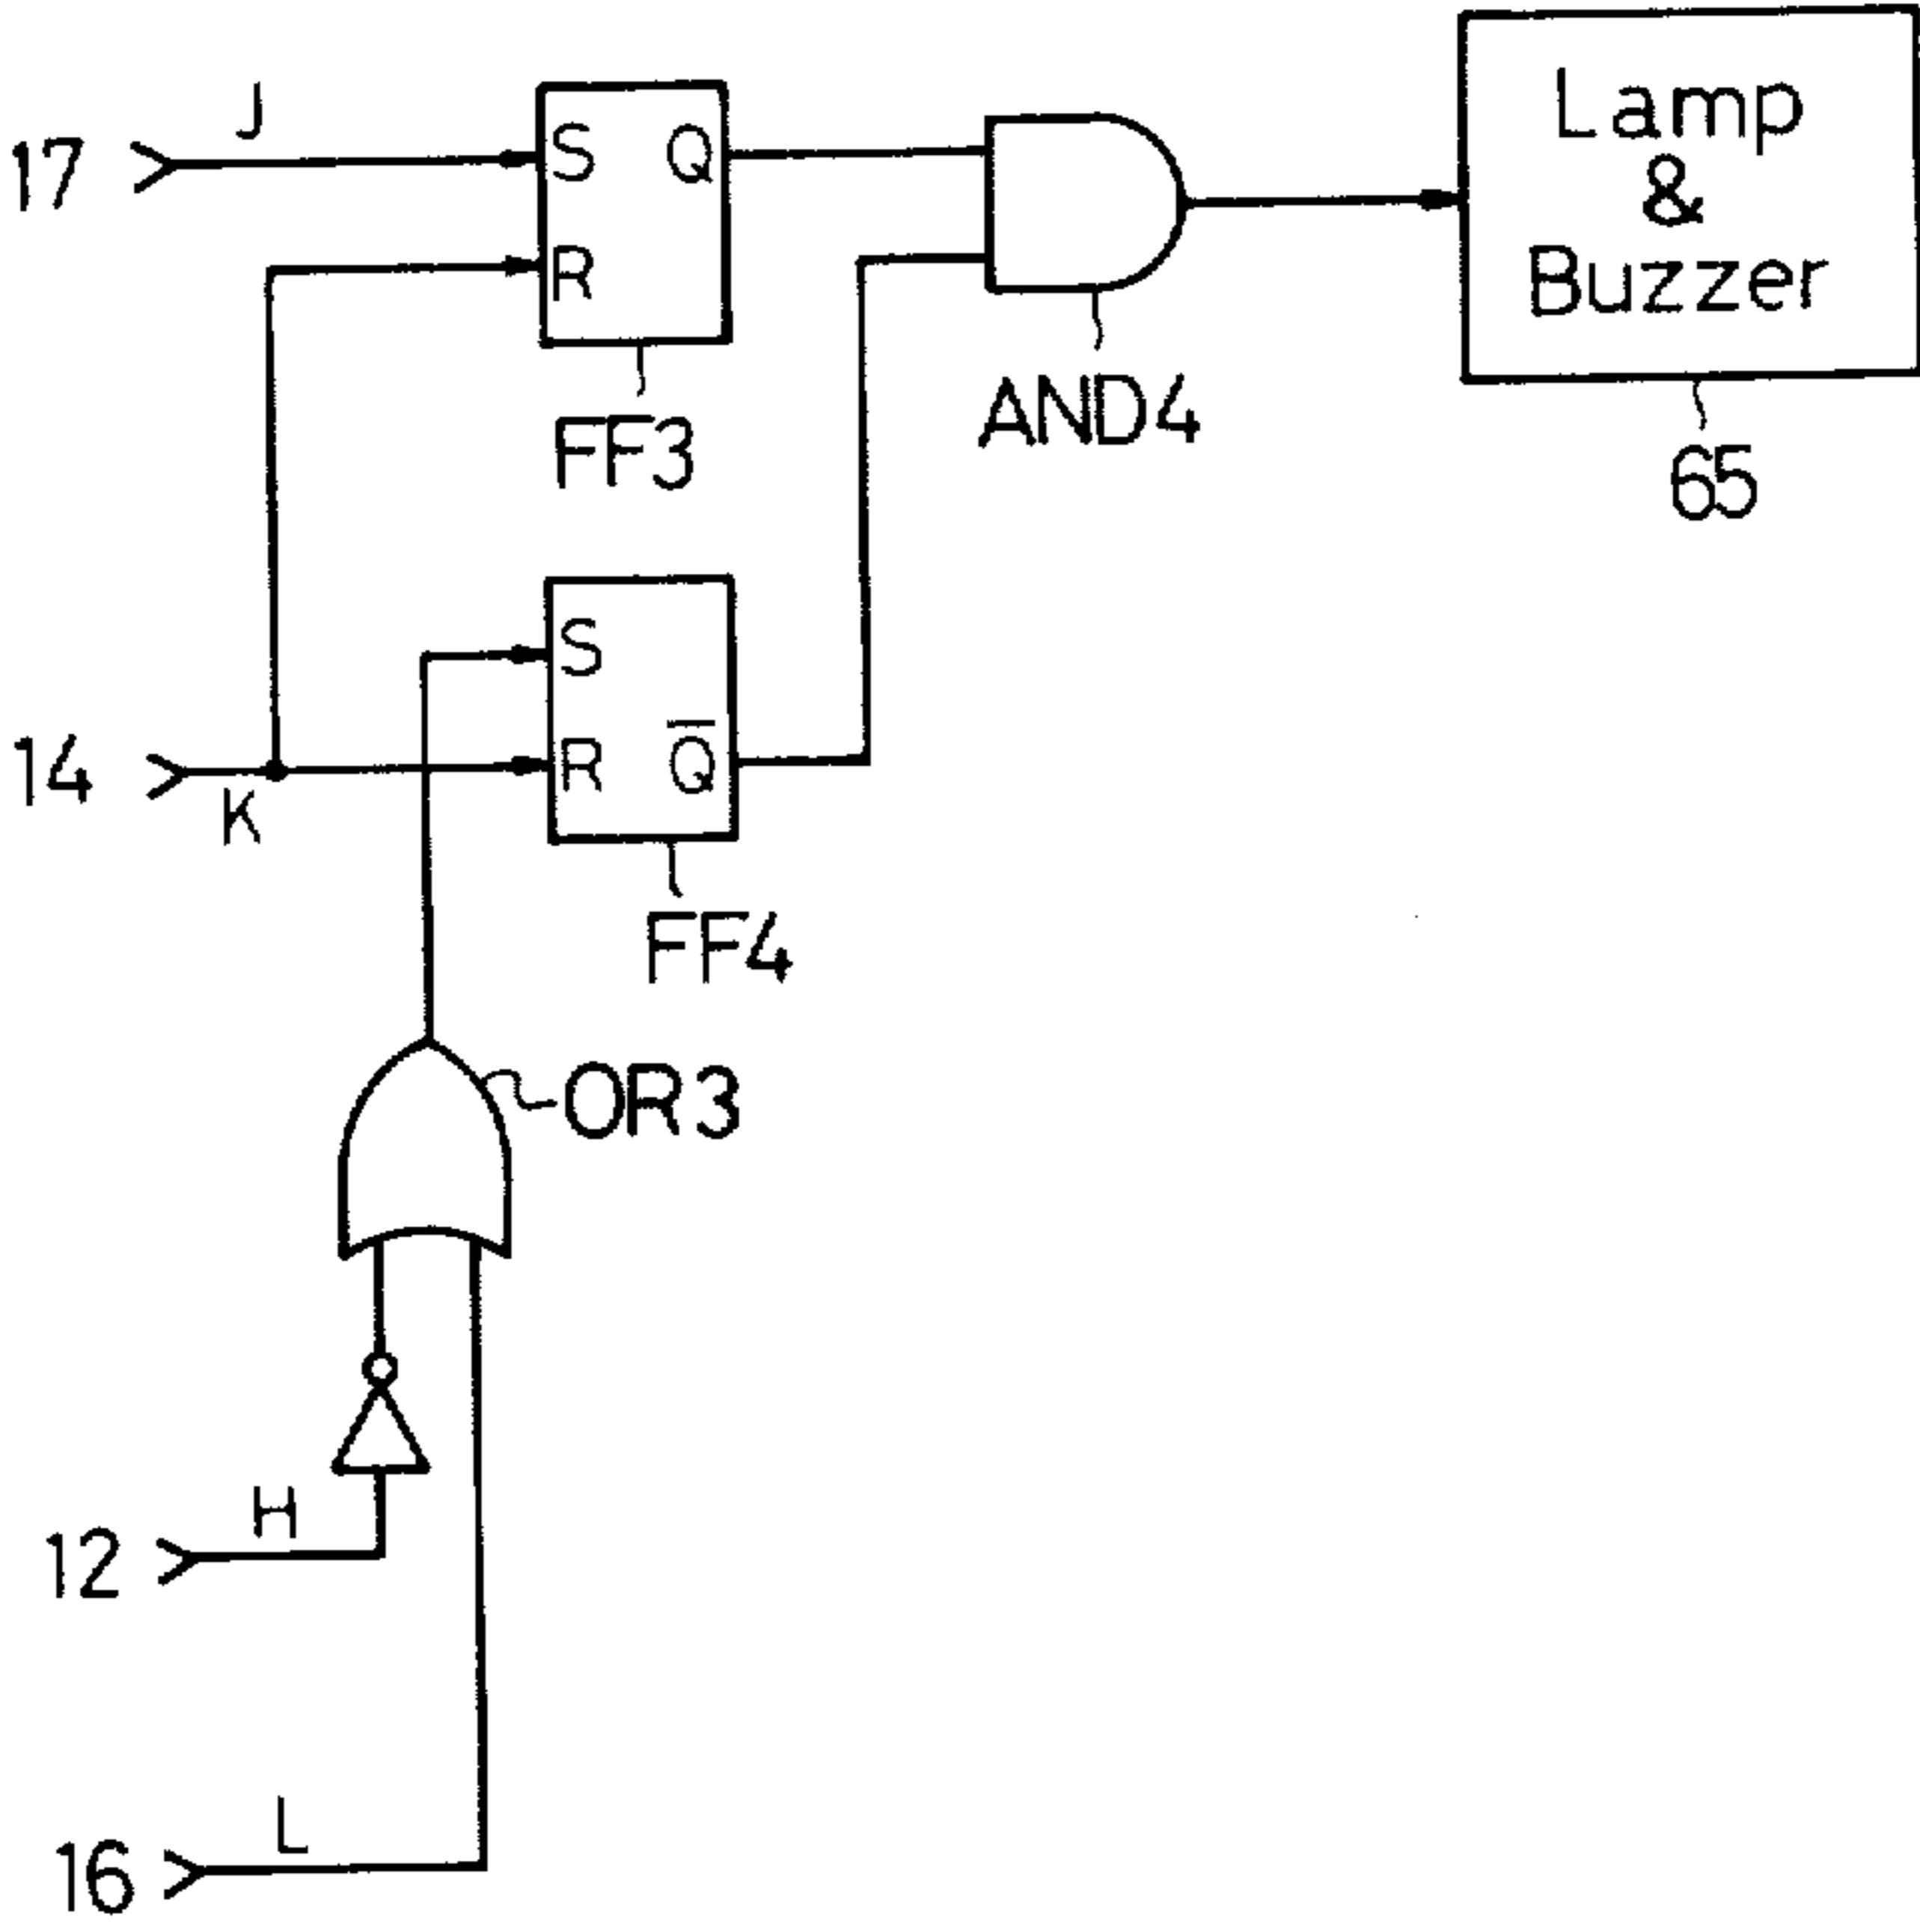 J
17
S Q
R
FF3
AND4
Lamp
&
Buzzer
65
S
R Q̅
14
K
FF4
OR3
H
12
L
16